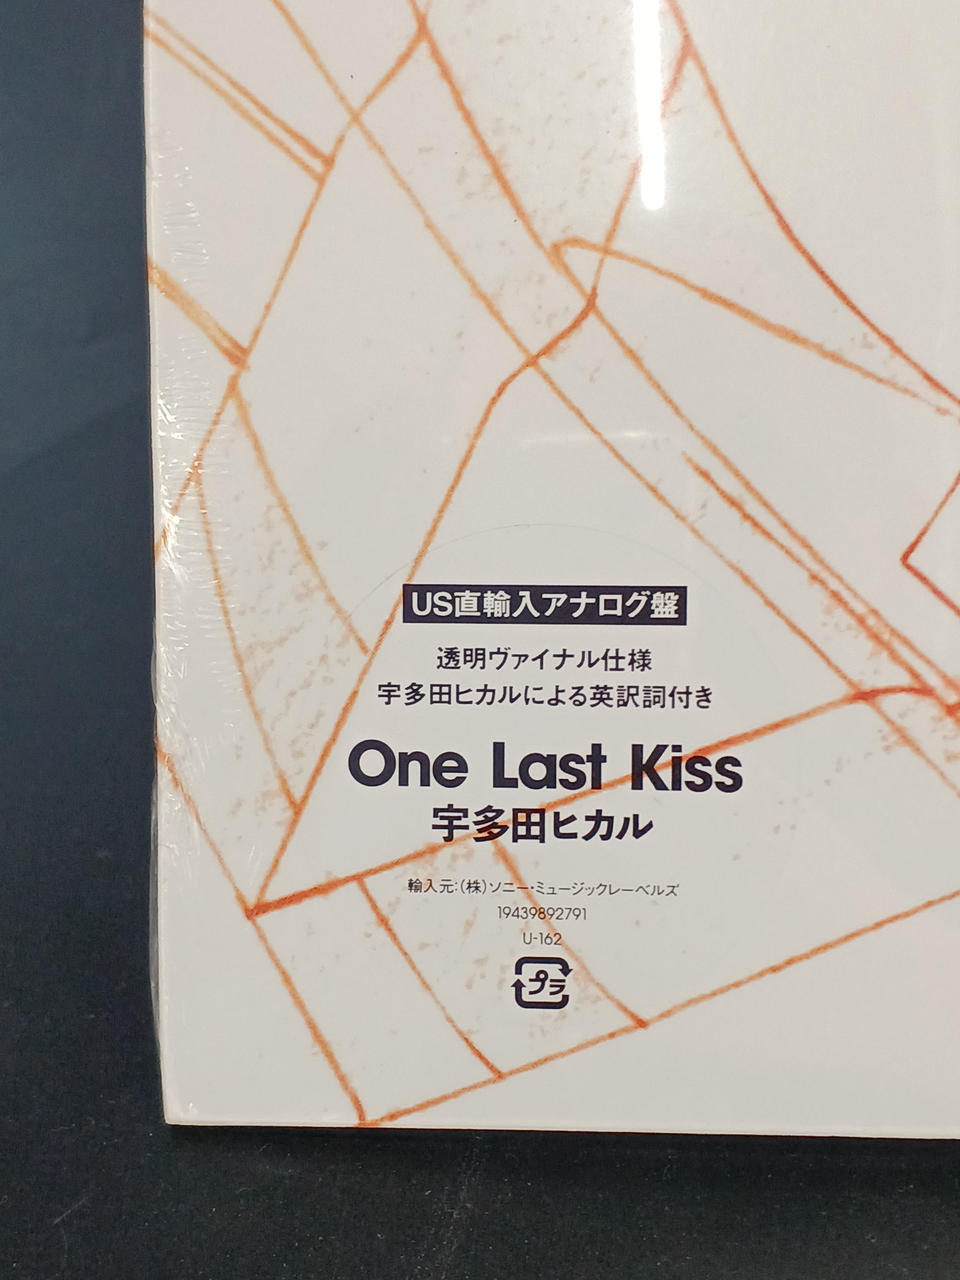 US直輸入アナログ盤
透明ヴァイナル仕様
宇多田ヒカルによる英訳詞付き
One Last Kiss
宇多田ヒカル
輸入元:(株)ソニー・ミュージックレーベルズ
19439892791
U-162
プラ